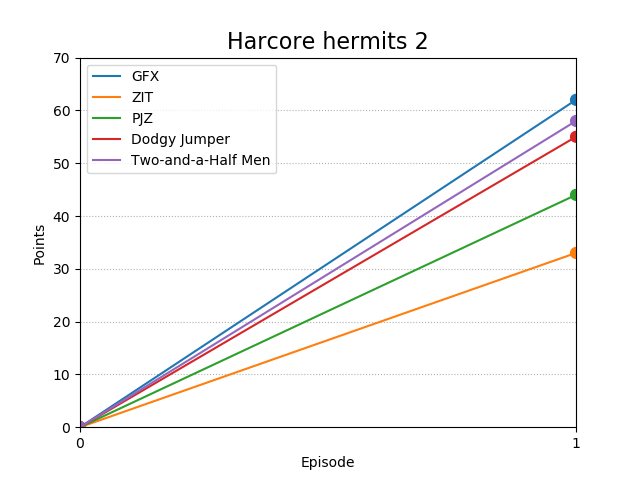 Harcore hermits 2
GFX
ZIT
PJZ
Dodgy Jumper
Two-and-a-Half Men
70
60
50
40
30
20
10
0
Points
0
1
Episode